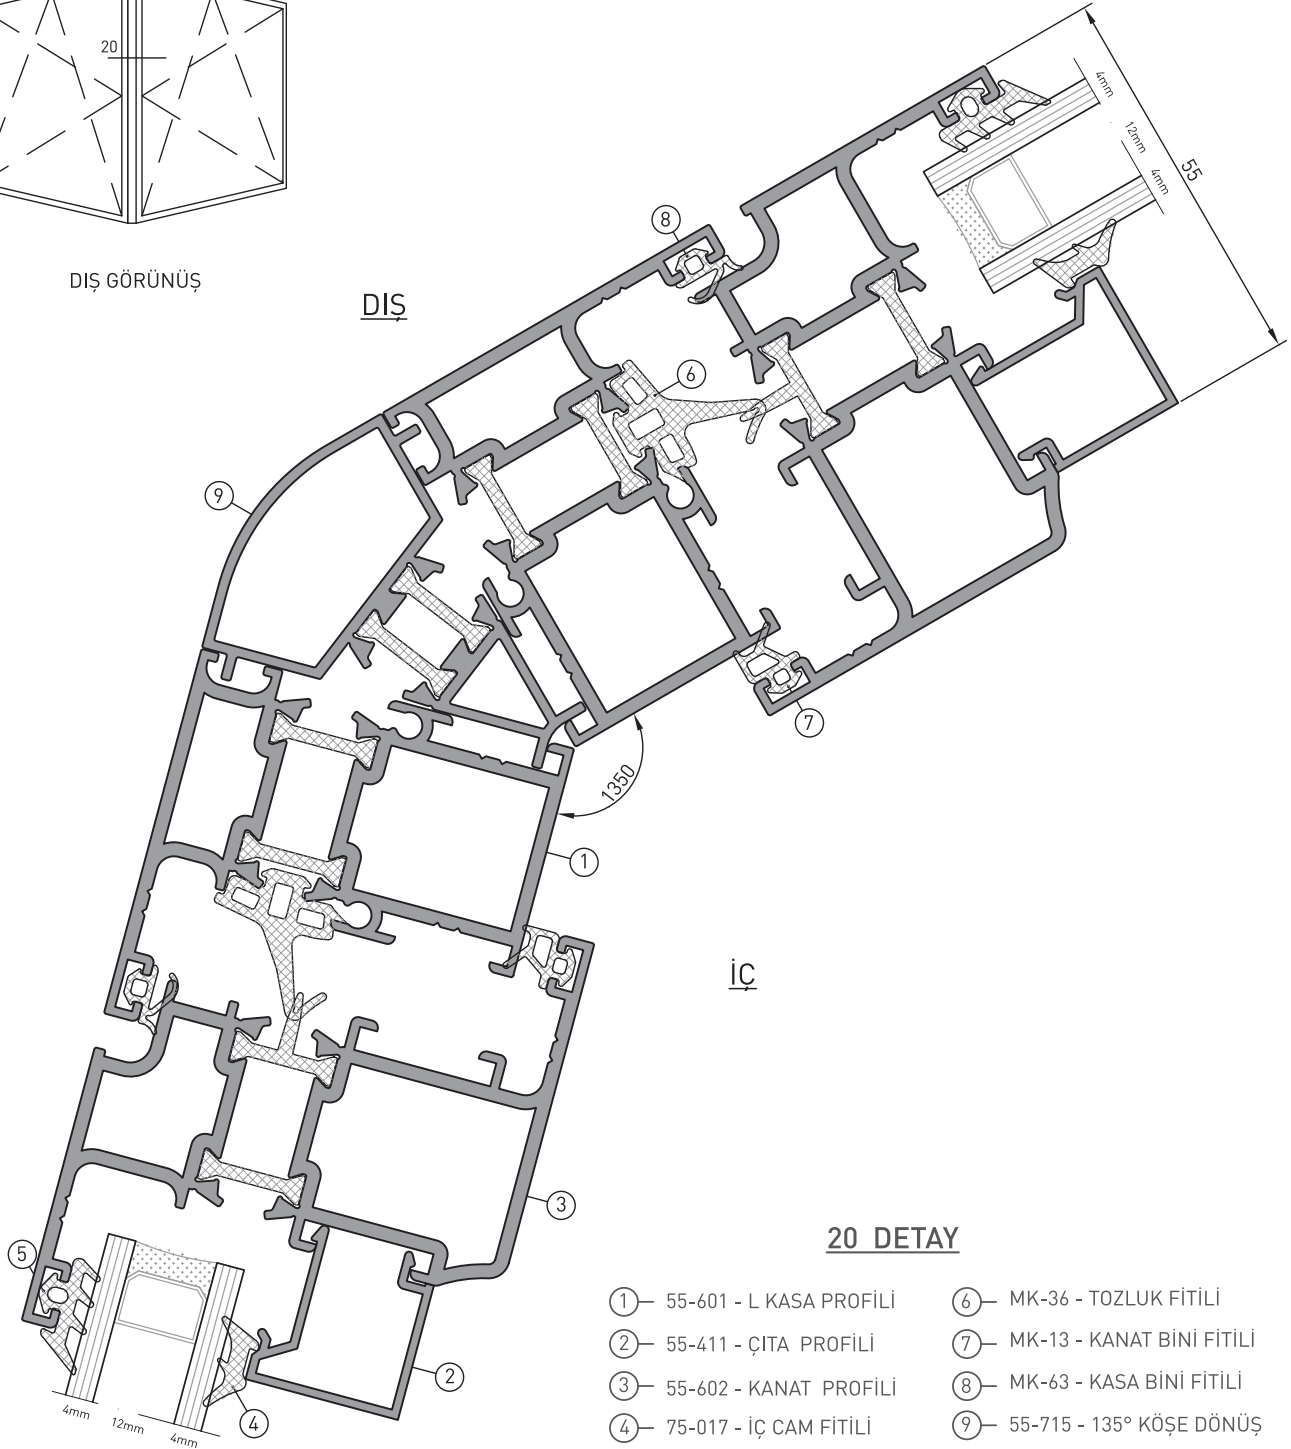 20
DIŞ GÖRÜNÜŞ
DIŞ
4mm
12mm
4mm
55
8
6
9
7
1350
1
İÇ
3
5
2
4
4mm
12mm
4mm
20 DETAY
1 55-601 - L KASA PROFİLİ
2 55-411 - ÇITA PROFİLİ
3 55-602 - KANAT PROFİLİ
4 75-017 - İÇ CAM FİTİLİ
6 MK-36 - TOZLUK FİTİLİ
7 MK-13 - KANAT BİNİ FİTİLİ
8 MK-63 - KASA BİNİ FİTİLİ
9 55-715 - 135° KÖŞE DÖNÜŞ